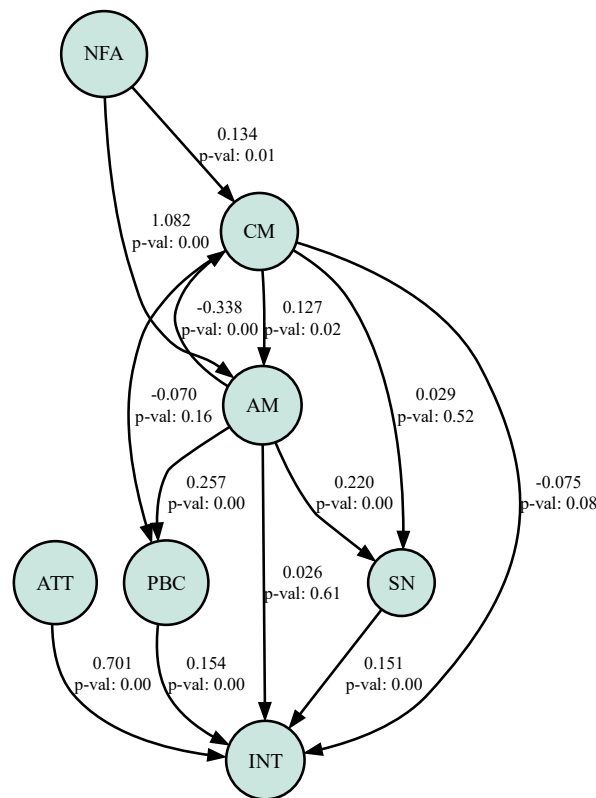 NFA
0.134
p-val: 0.01
CM
1.082
p-val: 0.00
-0.338
p-val: 0.00
0.127
p-val: 0.02
-0.070
p-val: 0.16
AM
0.029
p-val: 0.52
-0.075
p-val: 0.08
0.257
p-val: 0.00
0.220
p-val: 0.00
ATT
PBC
0.026
p-val: 0.61
SN
0.701
p-val: 0.00
0.154
p-val: 0.00
0.151
p-val: 0.00
INT